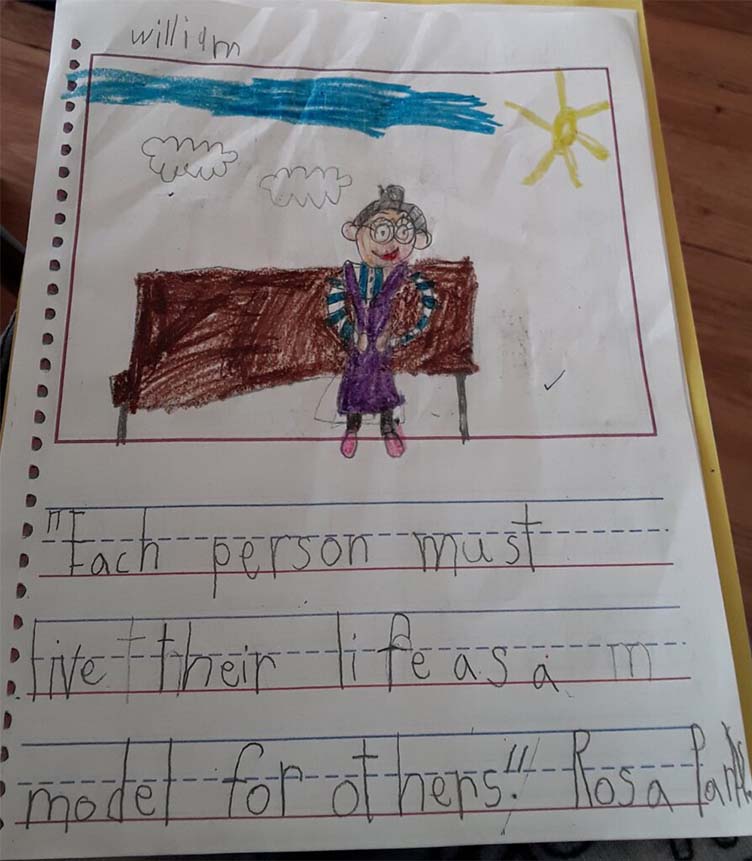 william
"Each person must
live their life as a m
model for others." Rosa Parks